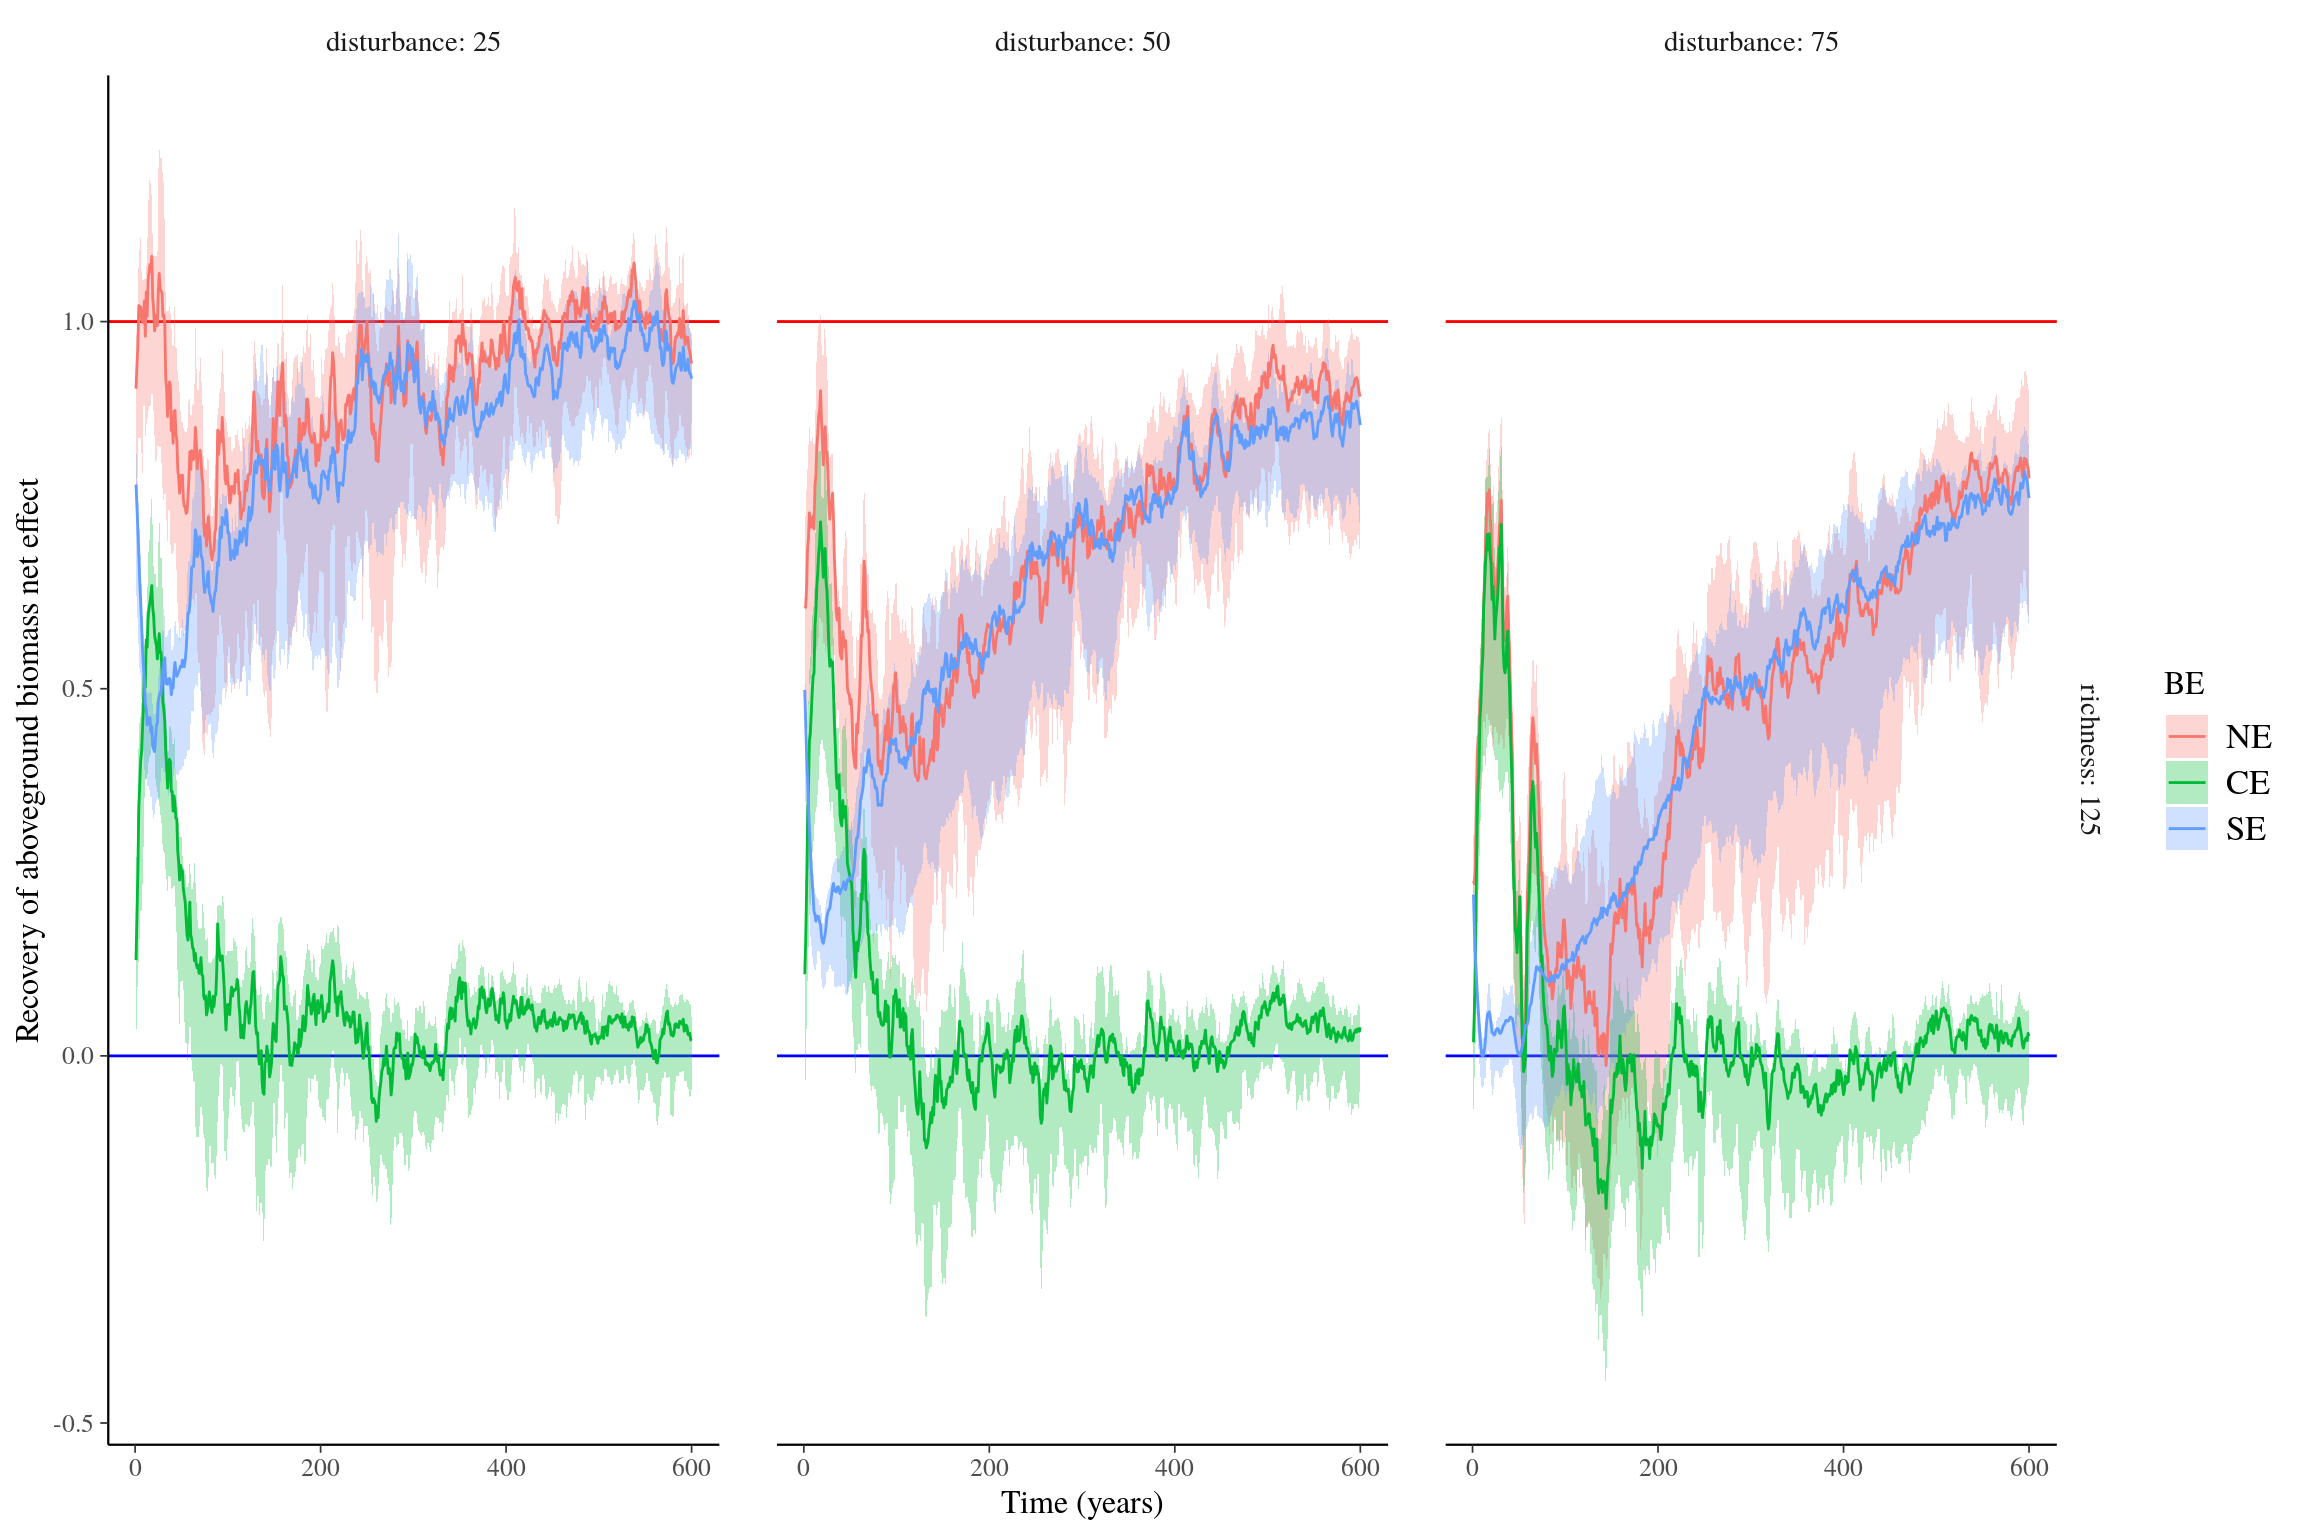 disturbance: 25
disturbance: 50
disturbance: 75
Recovery of aboveground biomass net effect
1.0
0.5
0.0
-0.5
0
200
400
600
0
200
400
600
0
200
400
600
Time (years)
richness: 125
BE
NE
CE
SE